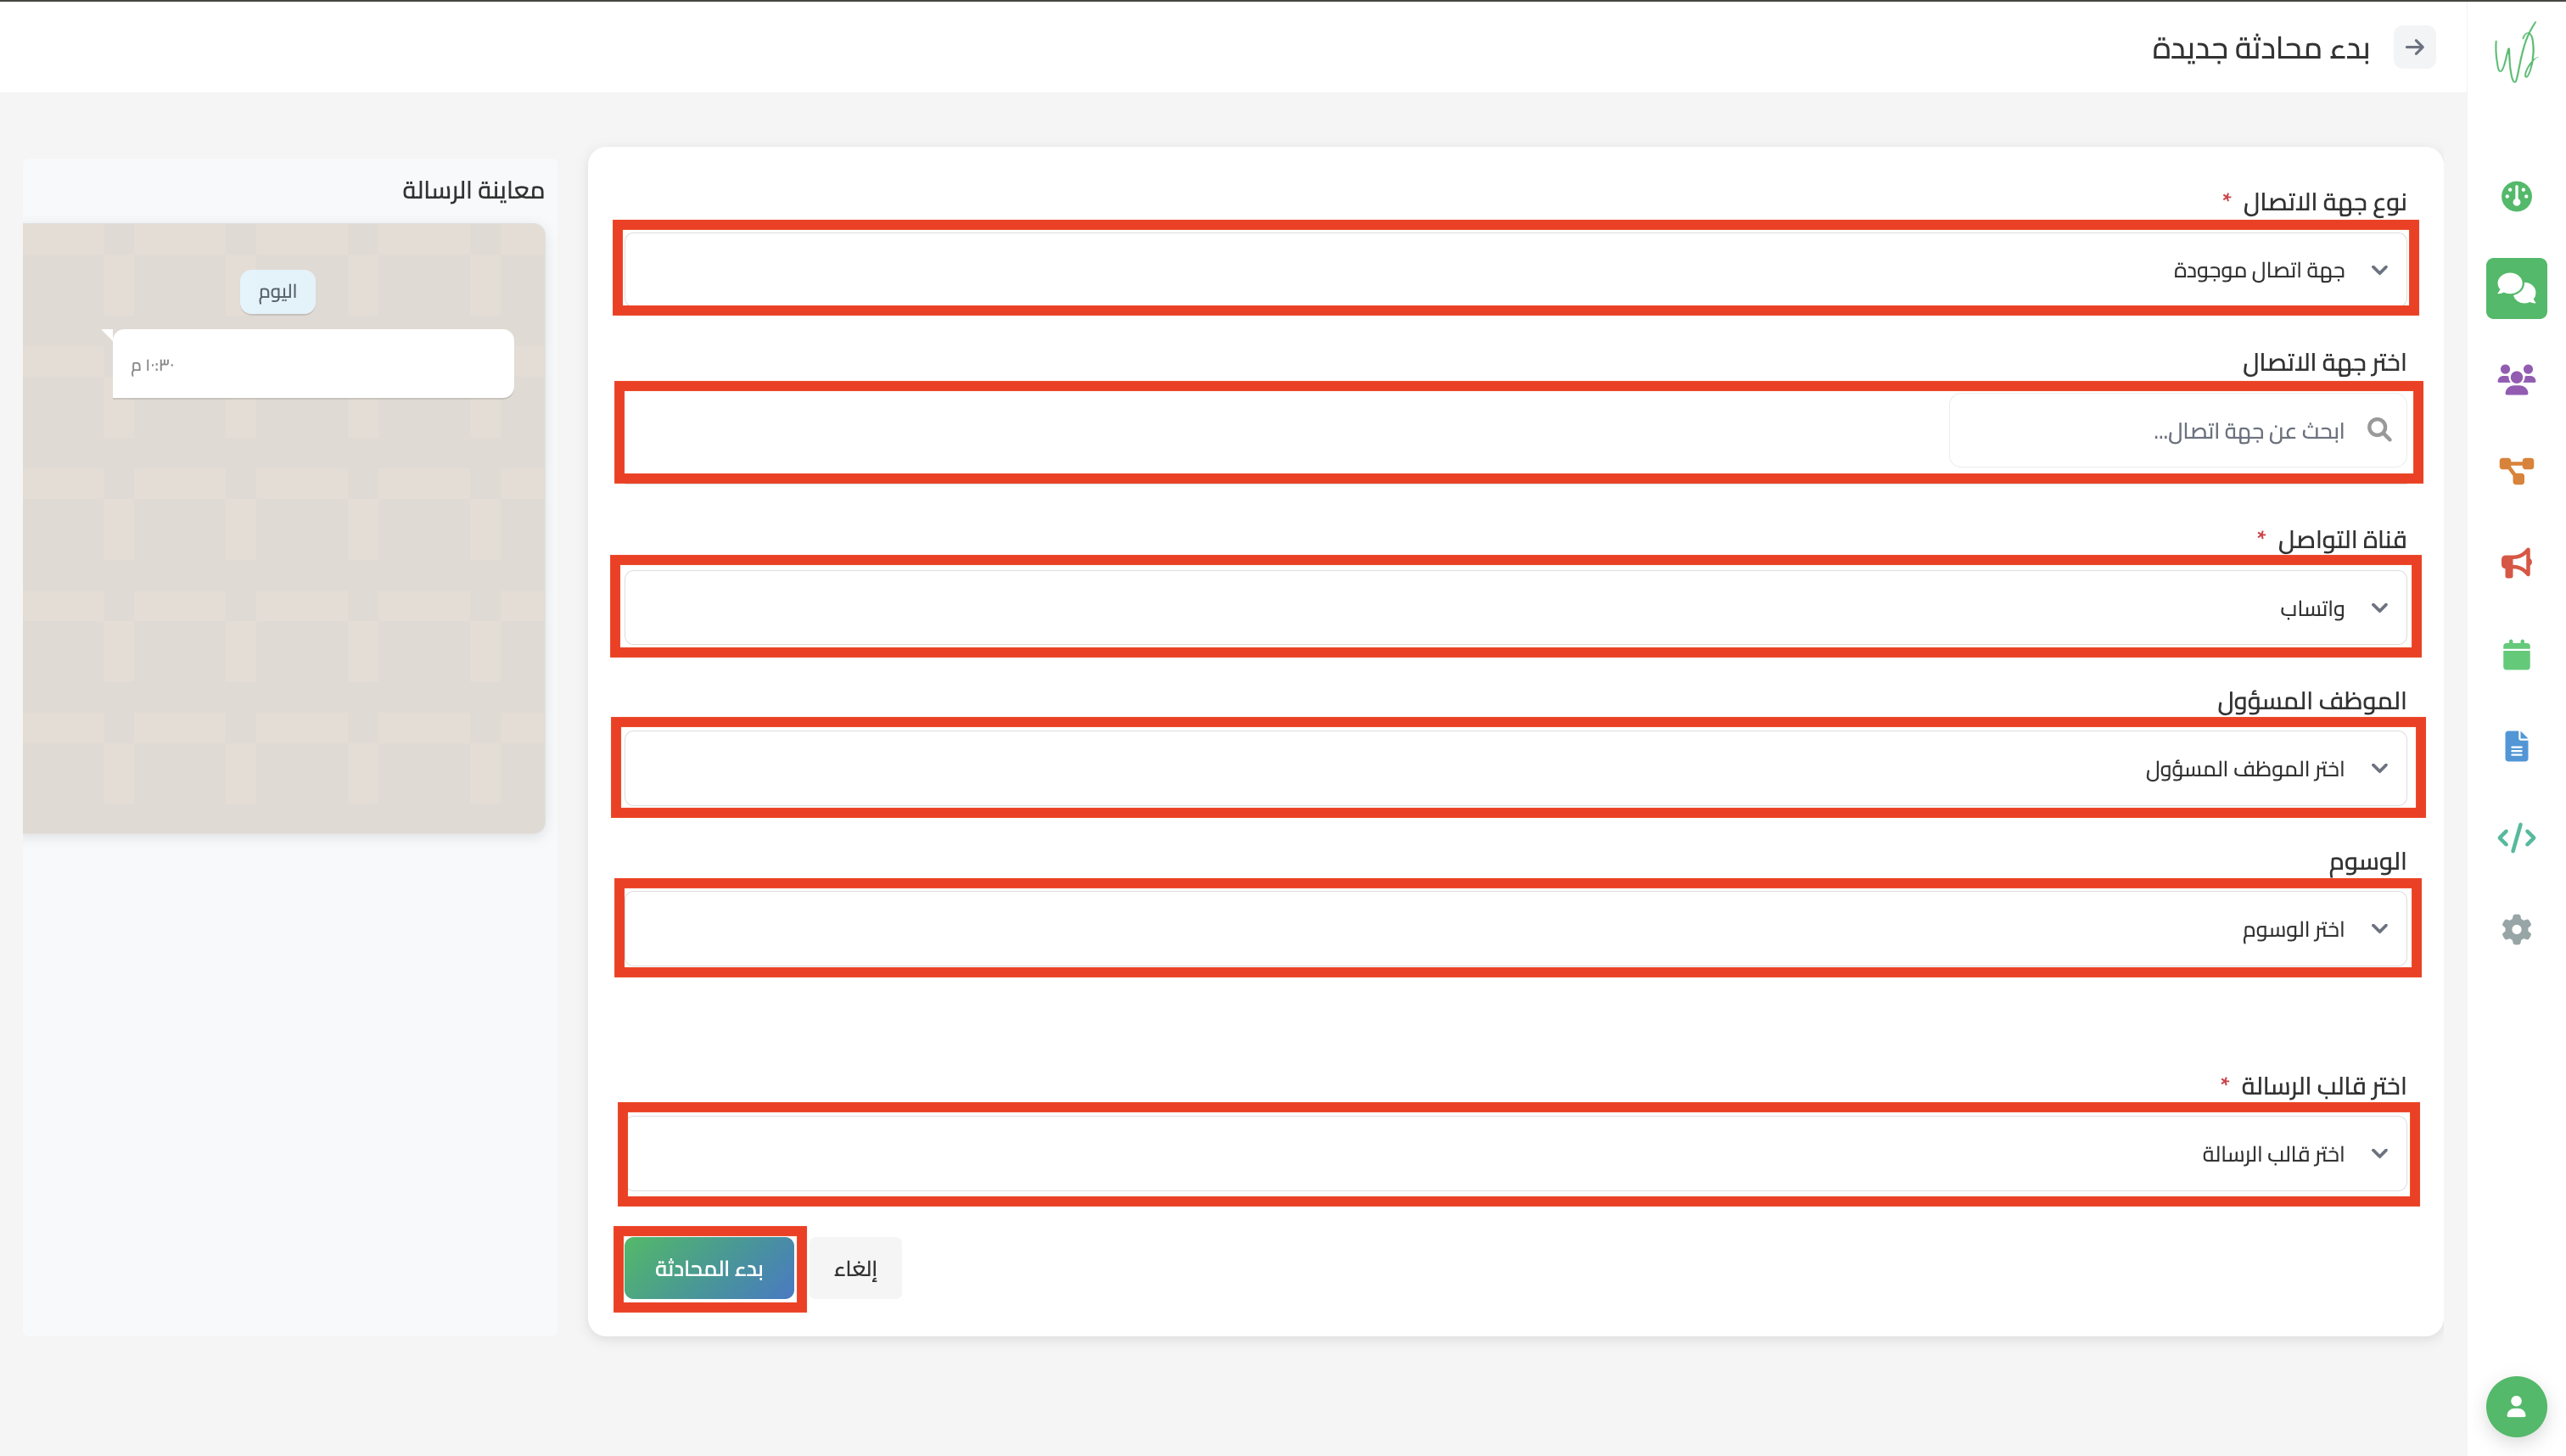 بدء محادثة جديدة
نوع جهة الاتصال *
جهة اتصال موجودة
اختر جهة الاتصال
ابحث عن جهة اتصال...
قناة التواصل *
واتساب
الموظف المسؤول
اختر الموظف المسؤول
الوسوم
اختر الوسوم
اختر قالب الرسالة *
اختر قالب الرسالة
إلغاء
بدء المحادثة
معاينة الرسالة
اليوم
١٠:٣٠ م